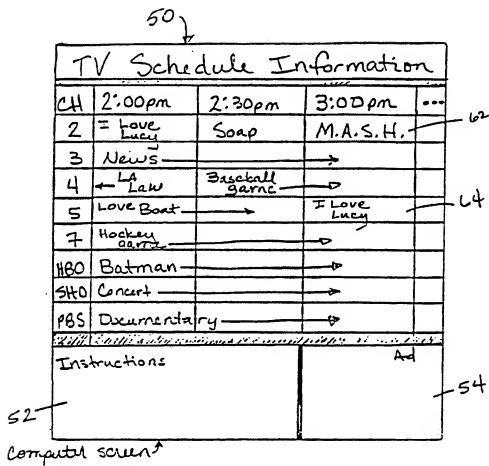 50
TV Schedule Information
CH 2:00pm 2:30pm 3:00pm ...
2 I Love Lucy Soap M.A.S.H. 62
3 News
4 LA Law Baseball game
5 Love Boat I Love Lucy 64
7 Hockey game
HBO Batman
SHO Concert
PBS Documentary
Instructions Ad
52 54
Computer screen